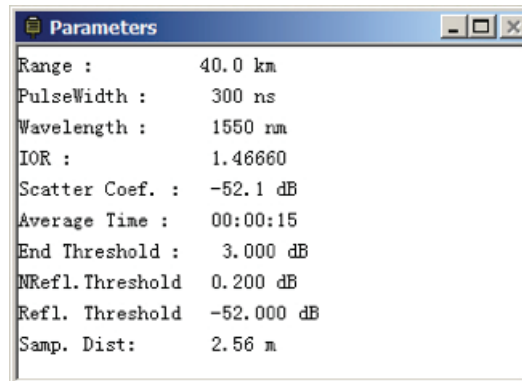 Parameters
Range : 40.0 km
PulseWidth : 300 ns
Wavelength : 1550 nm
IOR : 1.46660
Scatter Coef. : -52.1 dB
Average Time : 00:00:15
End Threshold : 3.000 dB
NRefl.Threshold 0.200 dB
Refl. Threshold -52.000 dB
Samp. Dist: 2.56 m